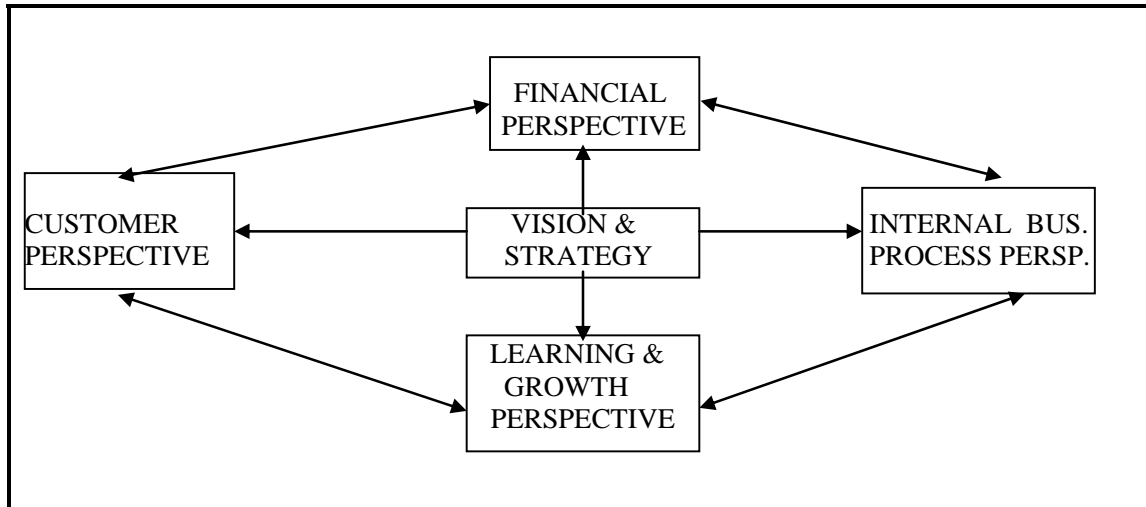 FINANCIAL
PERSPECTIVE
CUSTOMER
PERSPECTIVE
VISION &
STRATEGY
INTERNAL BUS.
PROCESS PERSP.
LEARNING &
GROWTH
PERSPECTIVE